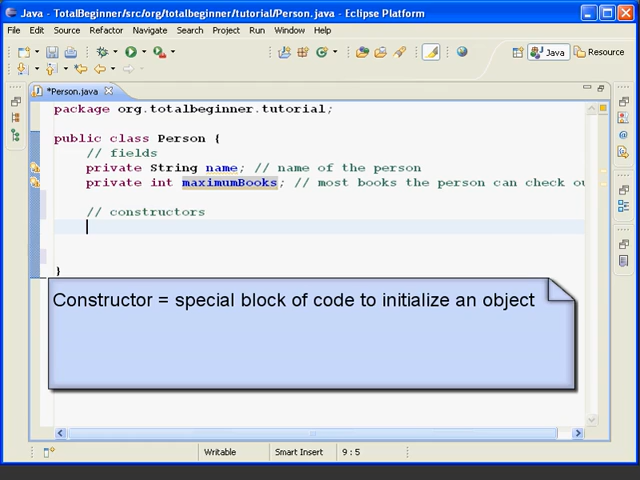 Java - TotalBeginner/src/org/totalbeginner/tutorial/Person.java - Eclipse Platform
File Edit Source Refactor Navigate Search Project Run Window Help
Java Resource
*Person.java
package org.totalbeginner.tutorial;
public class Person {
// fields
private String name; // name of the person
private int maximumBooks; // most books the person can check ou
// constructors
}
Constructor = special block of code to initialize an object
Writable Smart Insert 9 : 5